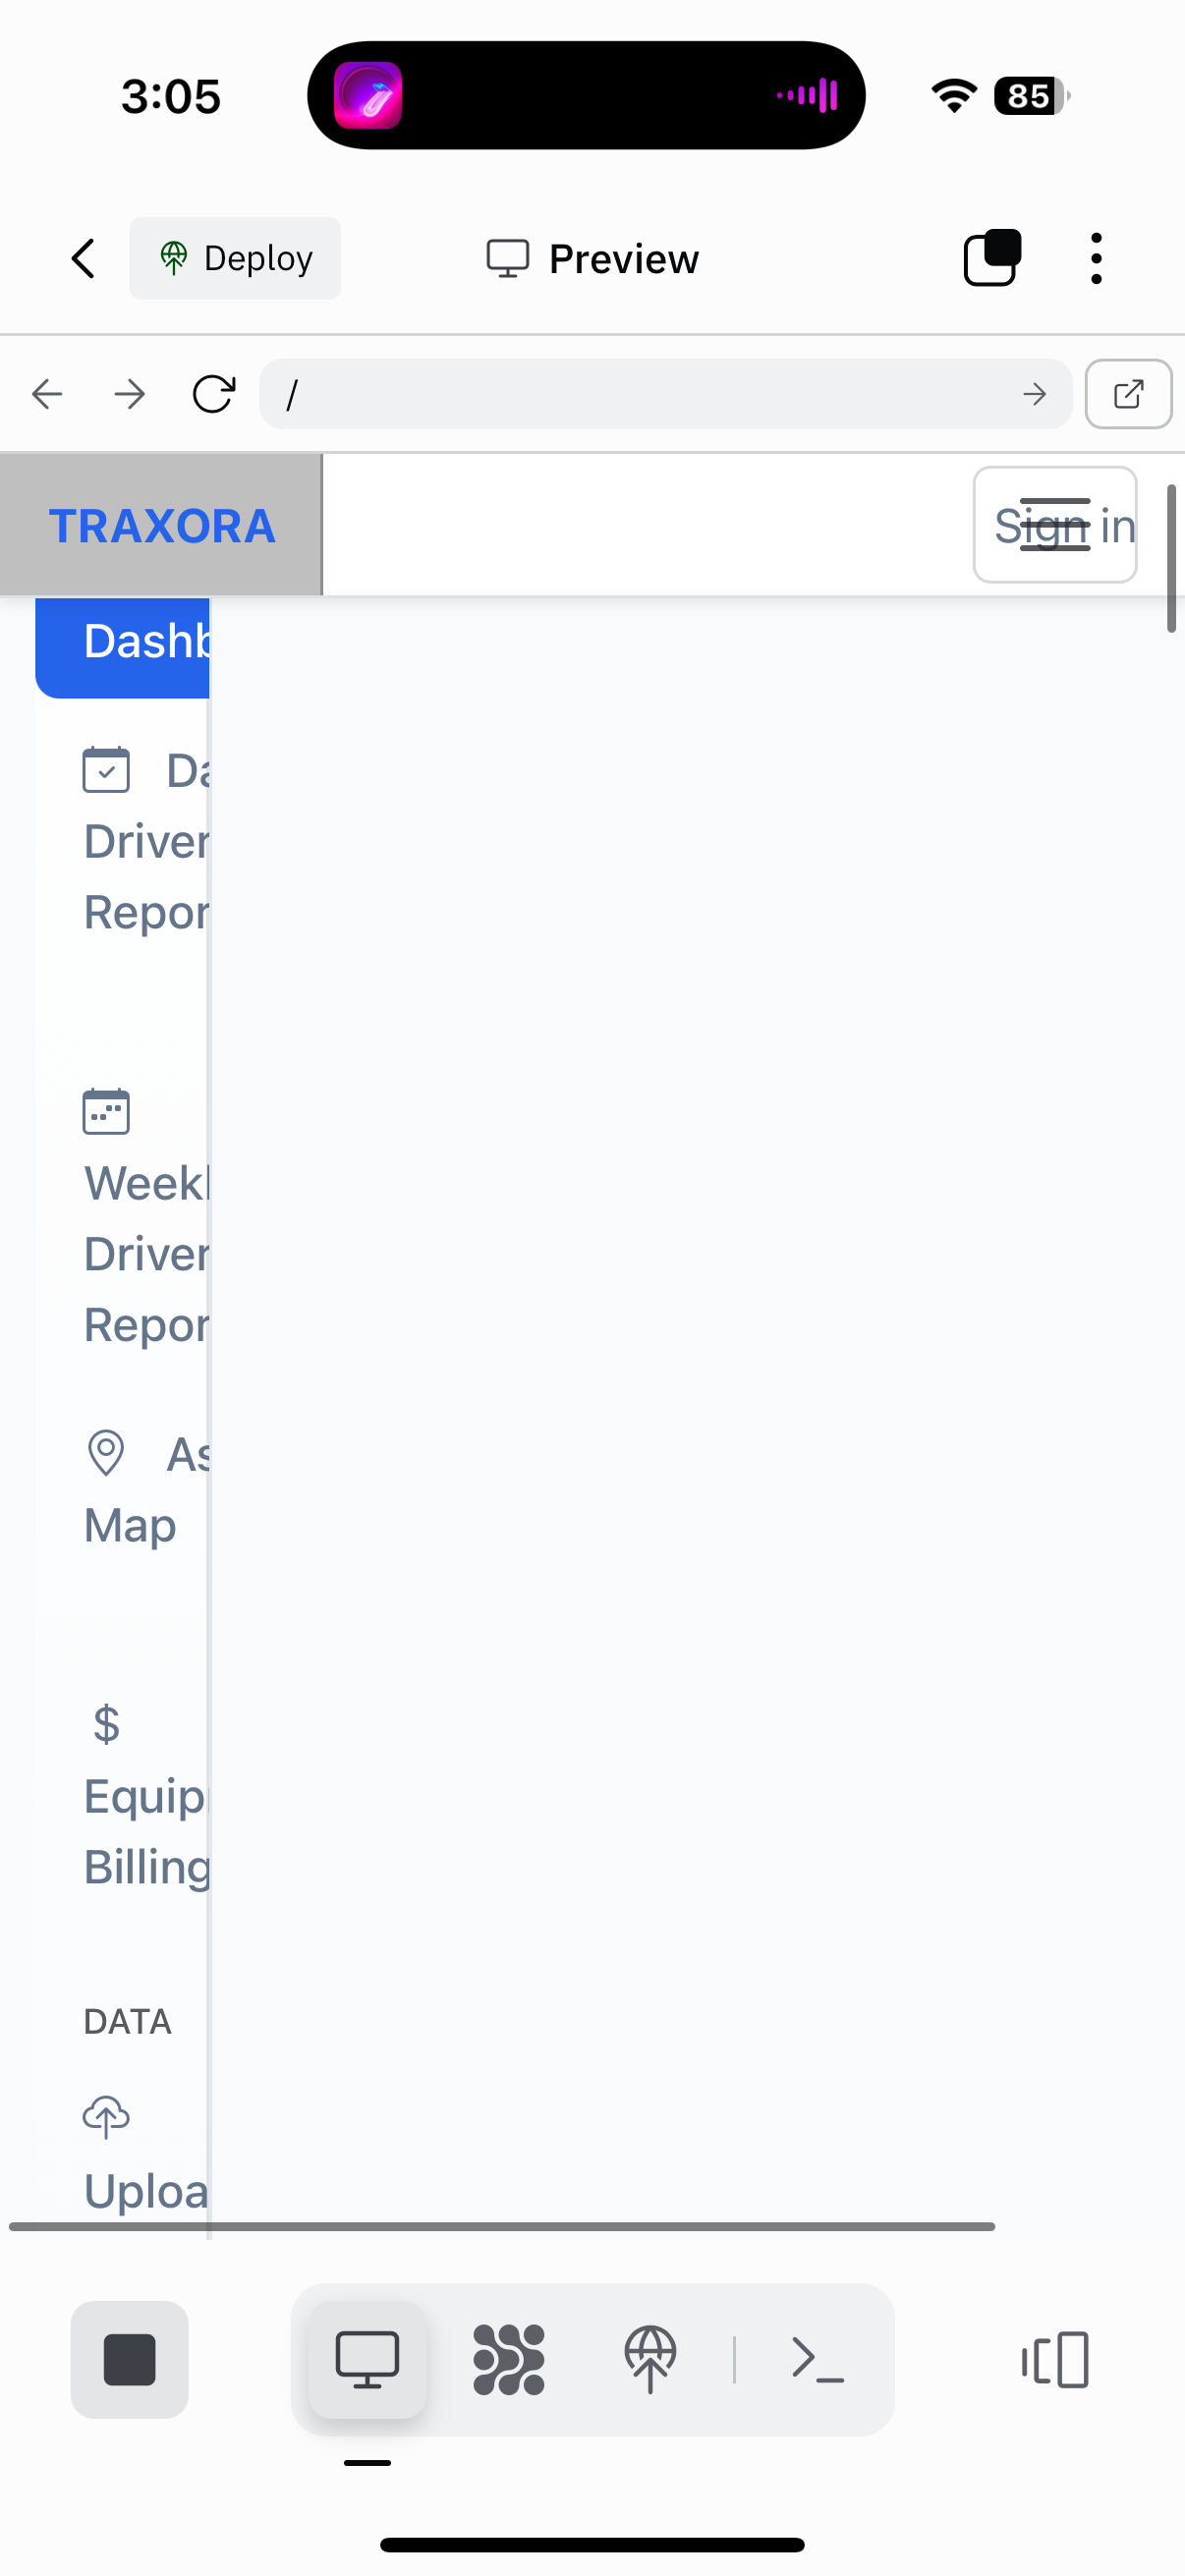 3:05
85
Deploy
Preview
/
TRAXORA
Sign in
Dashb
Da
Driver
Repor
Weekl
Driver
Repor
As
Map
$
Equip
Billing
DATA
Uploa